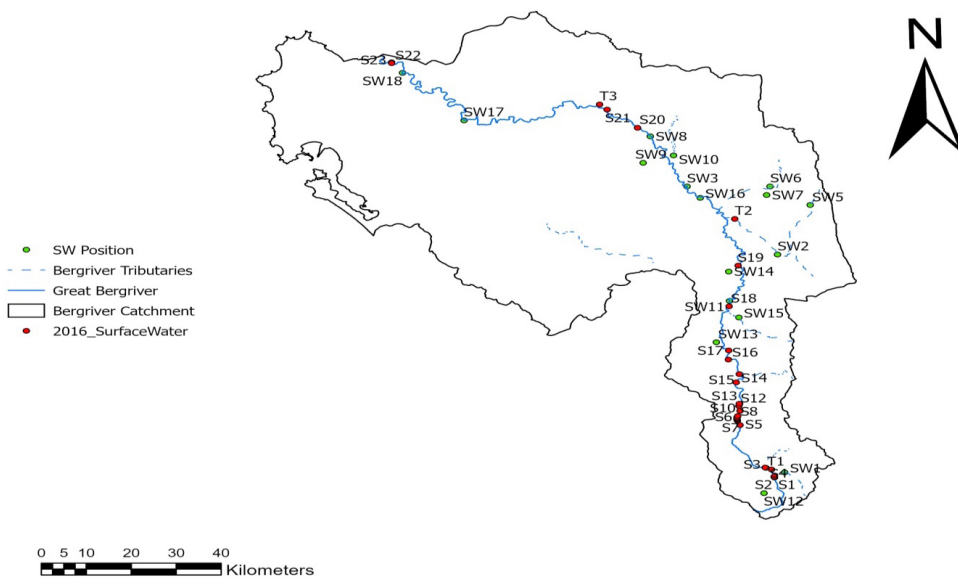 N
S23
S22
SW18
SW17
T3
S21
S20
SW8
SW9
SW10
SW3
SW16
SW6
SW7
SW5
T2
SW2
S19
SW14
S18
SW11
SW15
SW13
S17
S16
S15
S14
S13
S12
S10
S8
S6
S5
S7
S3
T1
SW1
S2
S1
SW12
SW Position
Bergriver Tributaries
Great Bergriver
Bergriver Catchment
2016_SurfaceWater
0 5 10 20 30 40
Kilometers